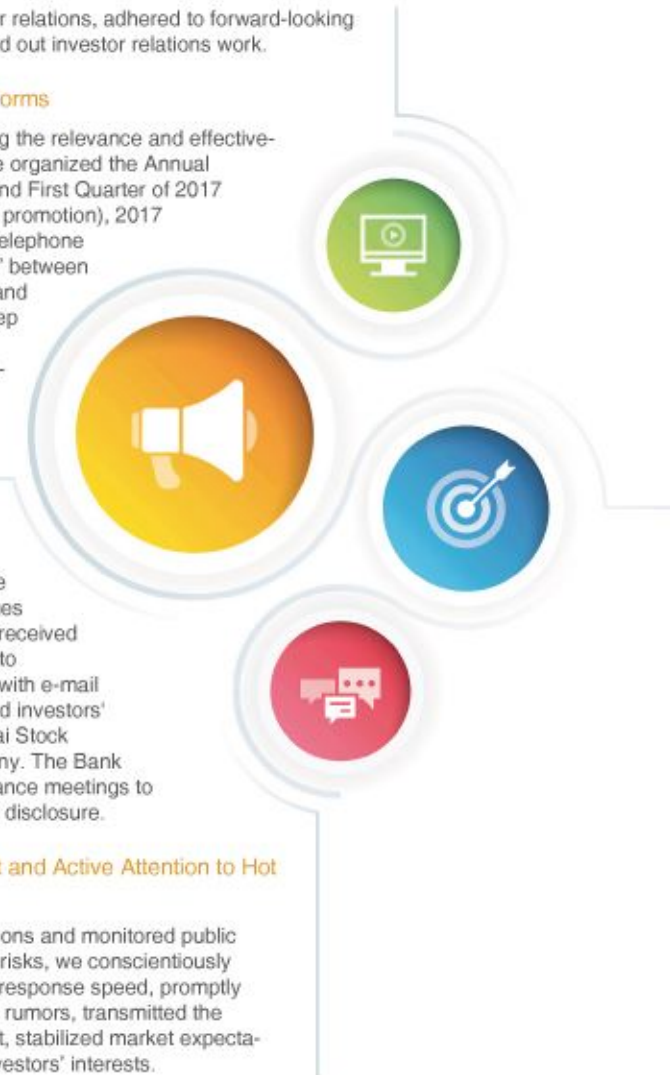 r relations, adhered to forward-looking
d out investor relations work.
orms
g the relevance and effective-
e organized the Annual
nd First Quarter of 2017
promotion), 2017
elephone
" between
and
ep
-
e
es
received
to
with e-mail
d investors'
ai Stock
ny. The Bank
ance meetings to
disclosure.
t and Active Attention to Hot
ons and monitored public
risks, we conscientiously
response speed, promptly
rumors, transmitted the
t, stabilized market expecta-
vestors' interests.